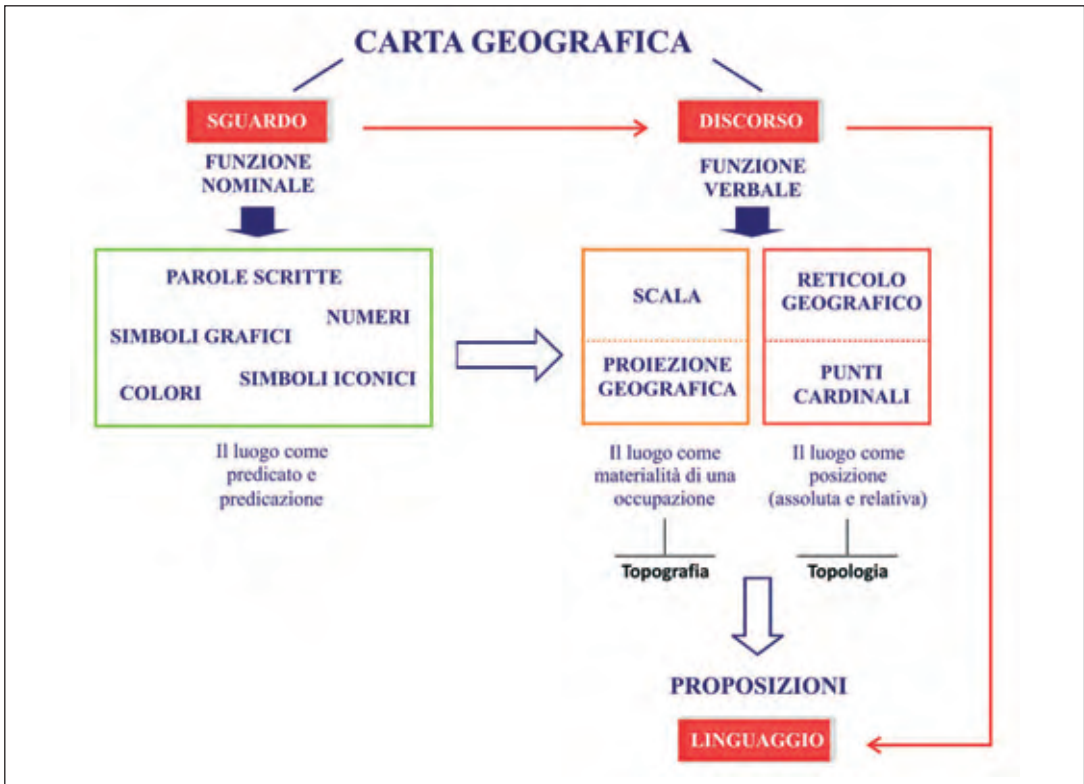 CARTA GEOGRAFICA
SGUARDO
DISCORSO
FUNZIONE
NOMINALE
FUNZIONE
VERBALE
PAROLE SCRITTE
NUMERI
SIMBOLI GRAFICI
SIMBOLI ICONICI
COLORI
SCALA
PROIEZIONE
GEOGRAFICA
RETICOLO
GEOGRAFICO
PUNTI
CARDINALI
Il luogo come
predicato e
predicazione
Il luogo come
materialità di una
occupazione
Il luogo come
posizione
(assoluta e relativa)
Topografia
Topologia
PROPOSIZIONI
LINGUAGGIO